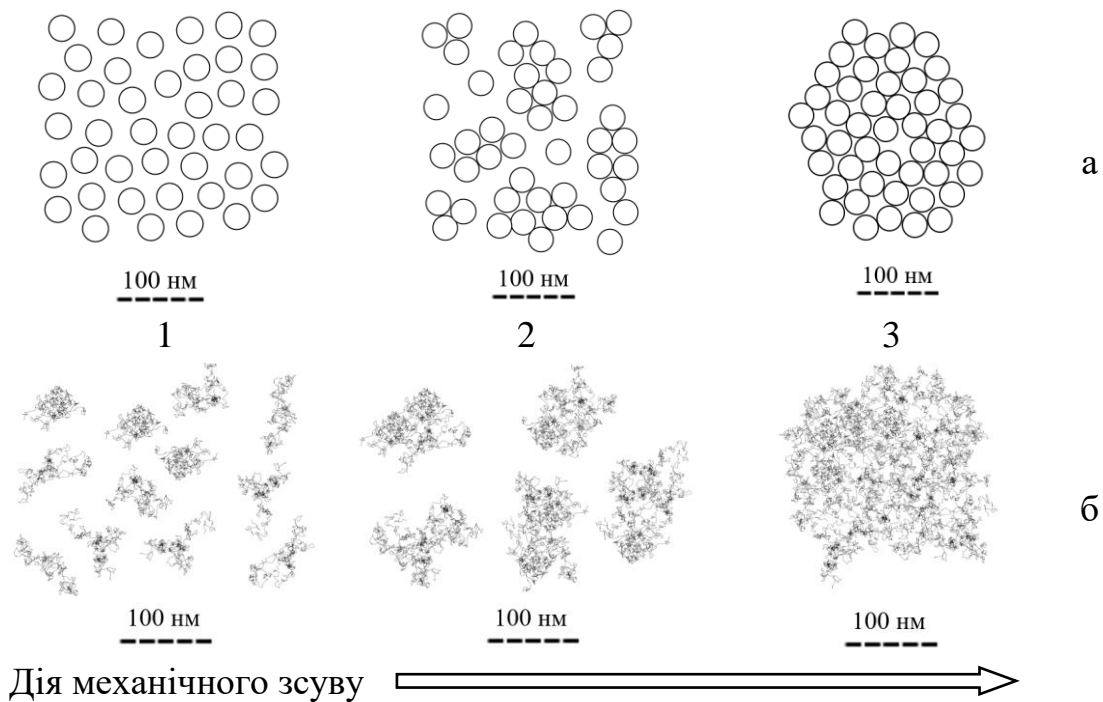 а
100 нм 100 нм 100 нм
1 2 3
б
100 нм 100 нм 100 нм
Дія механічного зсуву